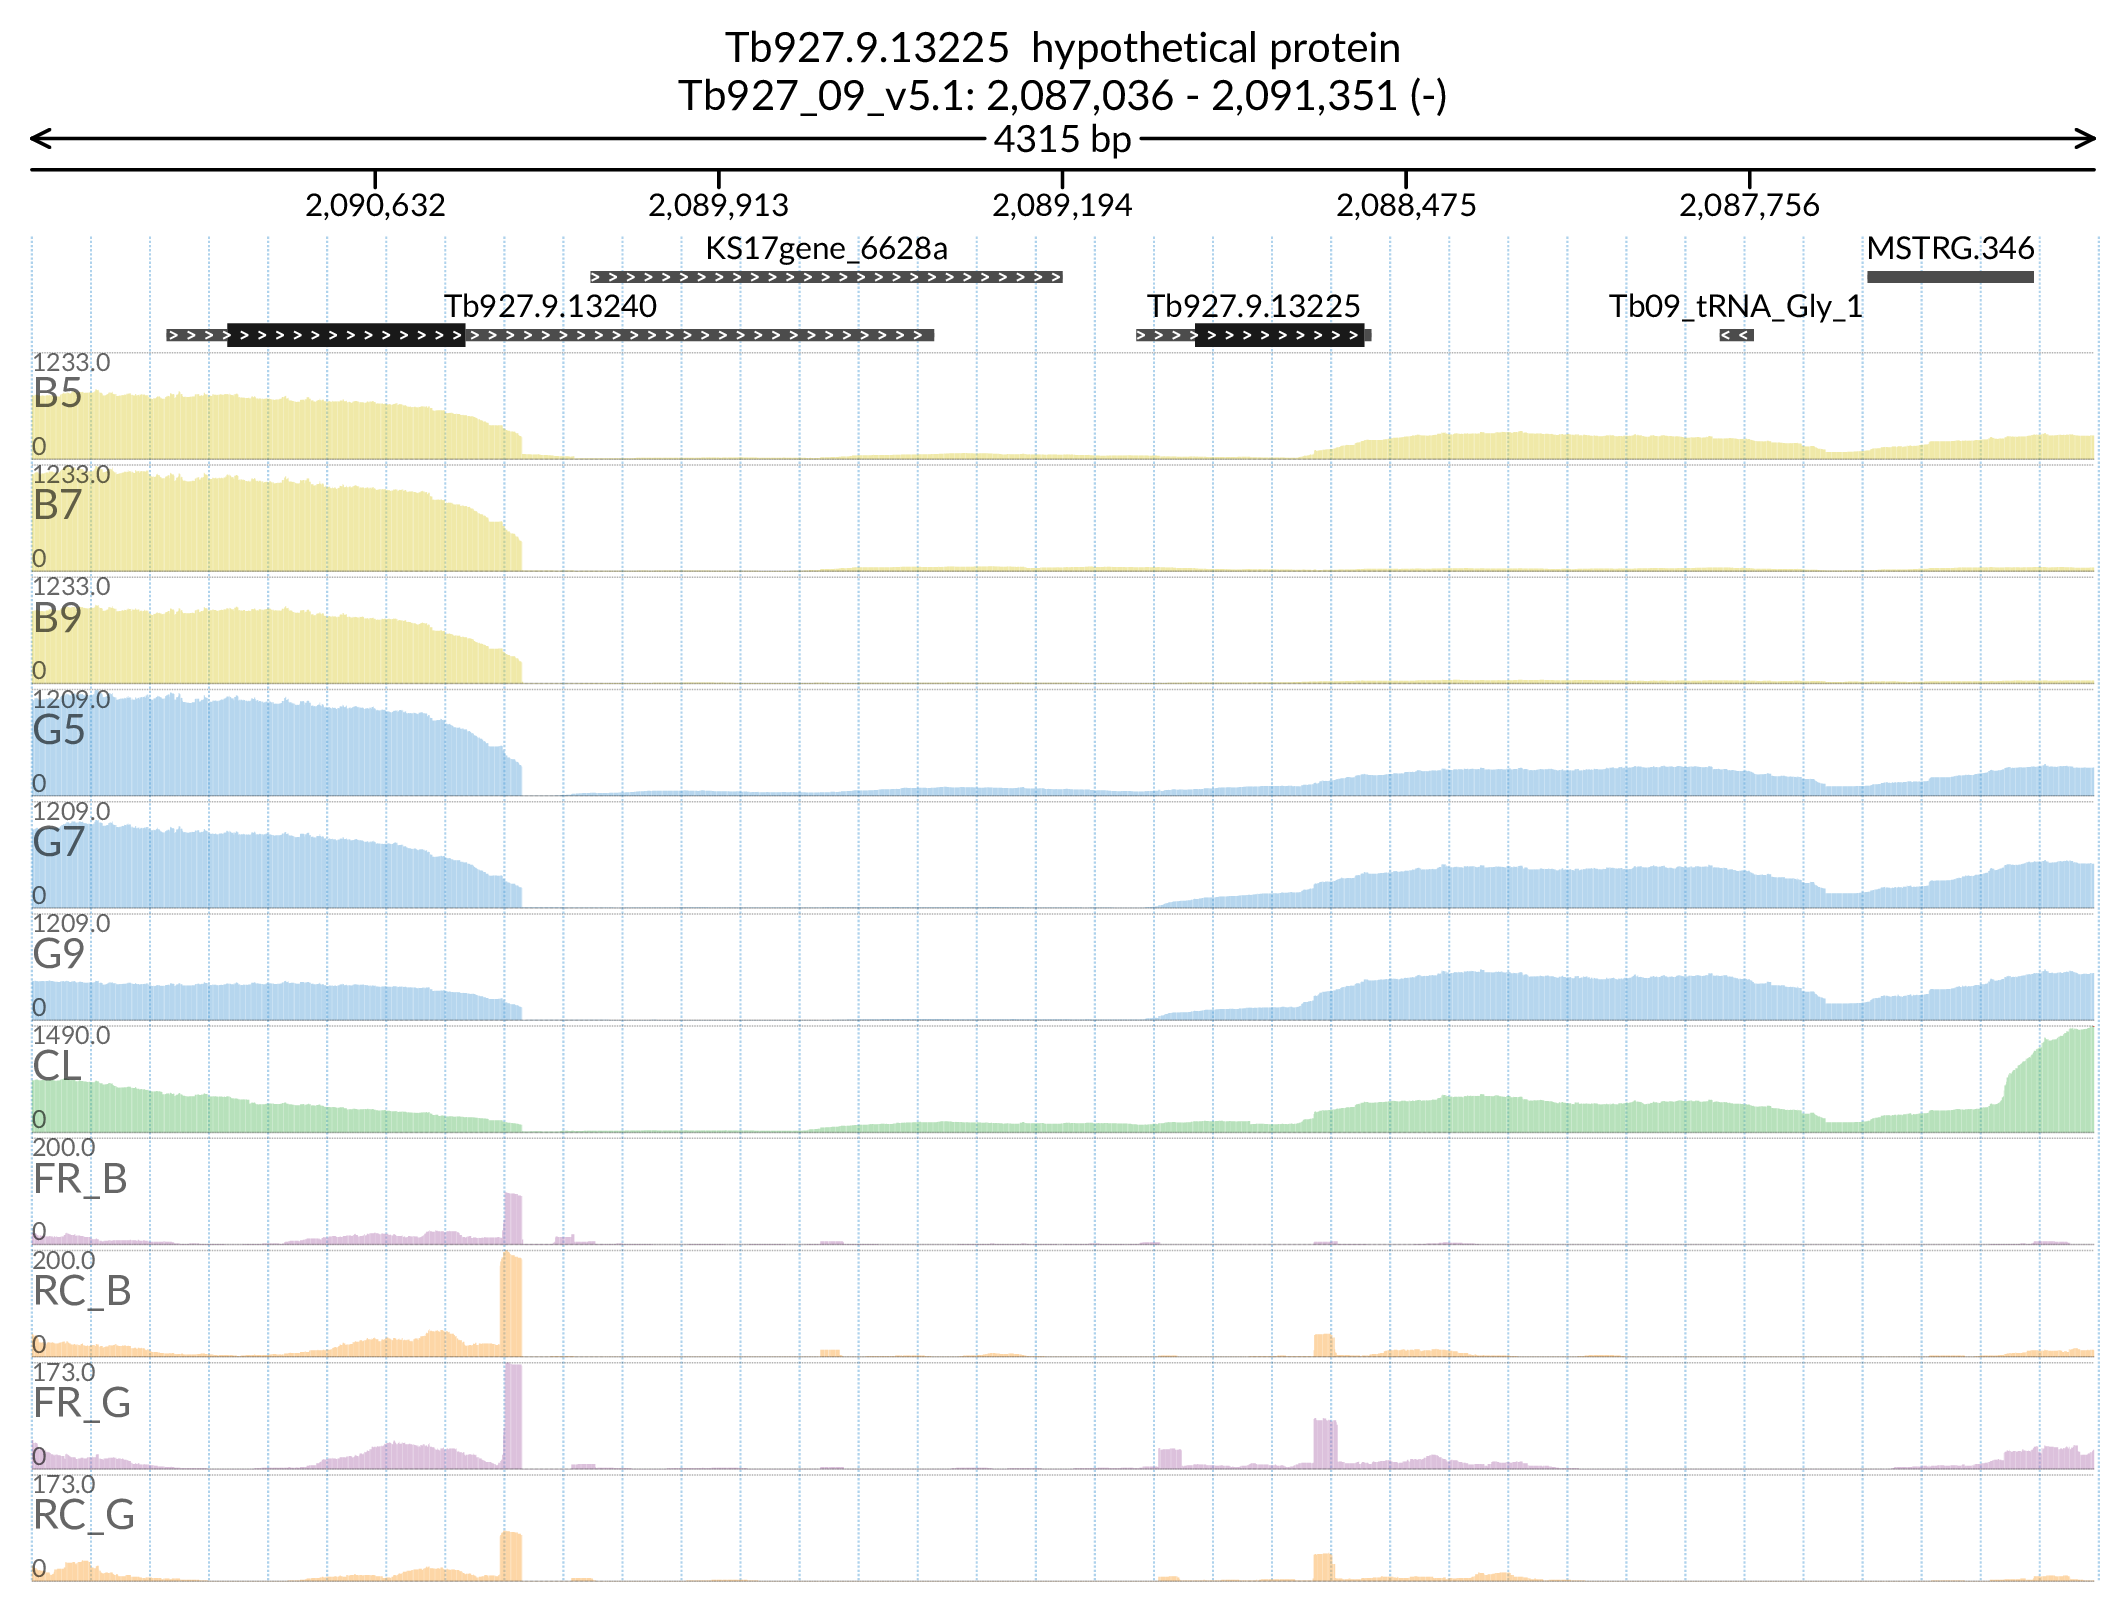 Tb927.9.13225 hypothetical protein
Tb927_09_v5.1: 2,087,036 - 2,091,351 (-)
4315 bp
2,090,632 2,089,913 2,089,194 2,088,475 2,087,756
KS17gene_6628a MSTRG.346
Tb927.9.13240 Tb927.9.13225 Tb09_tRNA_Gly_1
1233.0
B5
0
1233.0
B7
0
1233.0
B9
0
1209.0
G5
0
1209.0
G7
0
1209.0
G9
0
1490.0
CL
0
200.0
FR_B
0
200.0
RC_B
0
173.0
FR_G
0
173.0
RC_G
0